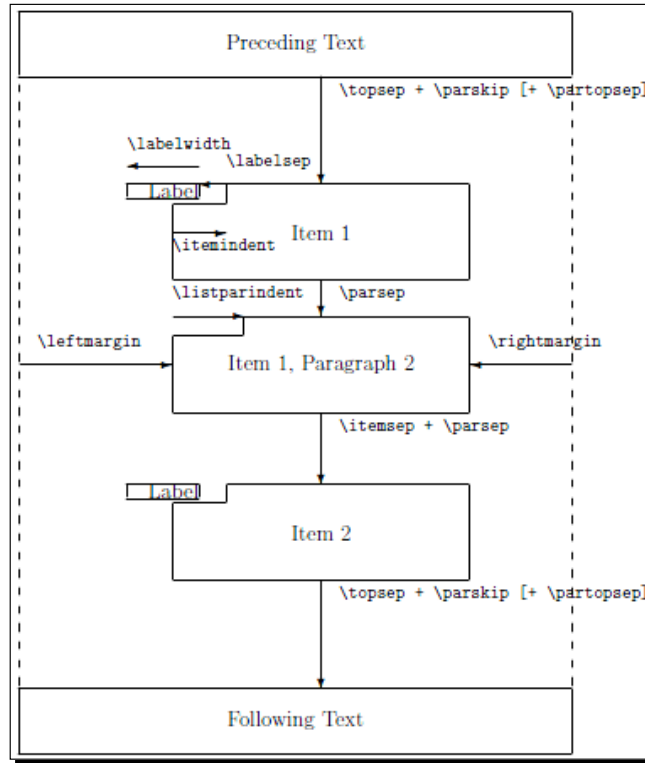 Preceding Text
\topsep + \parskip [+ \partopsep]
\labelwidth
\labelsep
Label
Item 1
\itemindent
\listparindent
\parsep
\leftmargin
\rightmargin
Item 1, Paragraph 2
\itemsep + \parsep
Label
Item 2
\topsep + \parskip [+ \partopsep]
Following Text